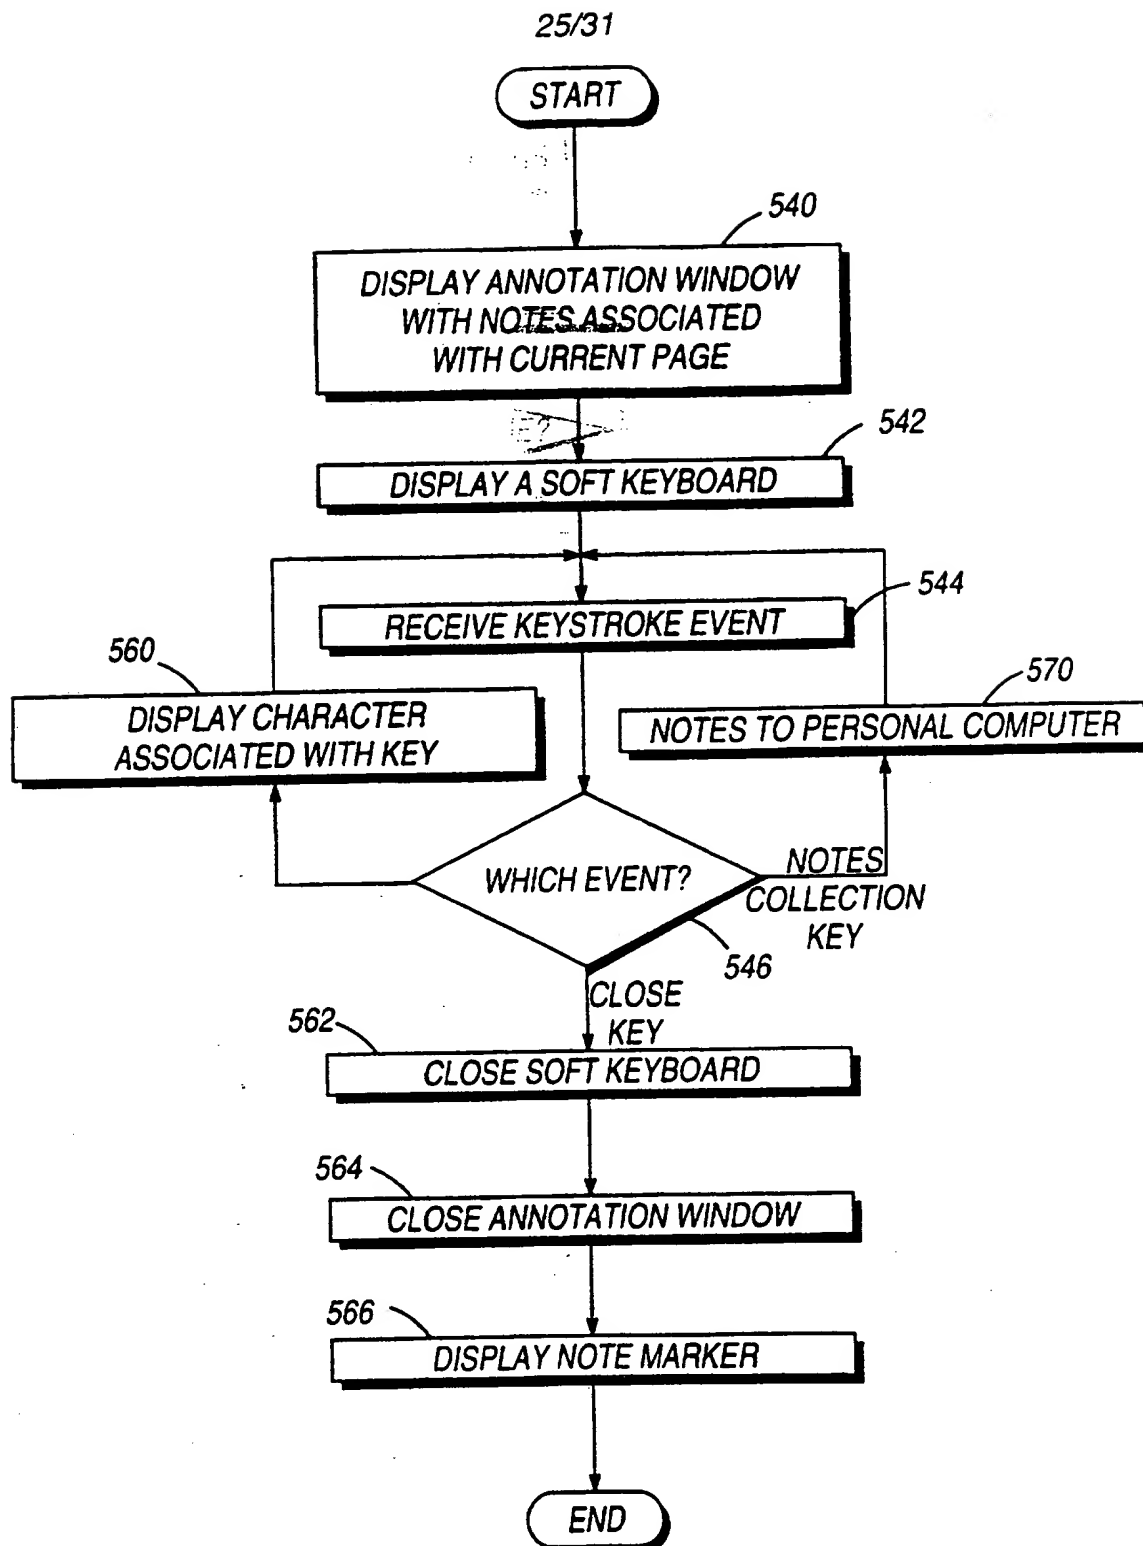 25/31
START
540
DISPLAY ANNOTATION WINDOW
WITH NOTES ASSOCIATED
WITH CURRENT PAGE
542
DISPLAY A SOFT KEYBOARD
544
RECEIVE KEYSTROKE EVENT
560
DISPLAY CHARACTER
ASSOCIATED WITH KEY
570
NOTES TO PERSONAL COMPUTER
WHICH EVENT?
NOTES
COLLECTION
KEY
546
CLOSE
KEY
562
CLOSE SOFT KEYBOARD
564
CLOSE ANNOTATION WINDOW
566
DISPLAY NOTE MARKER
END